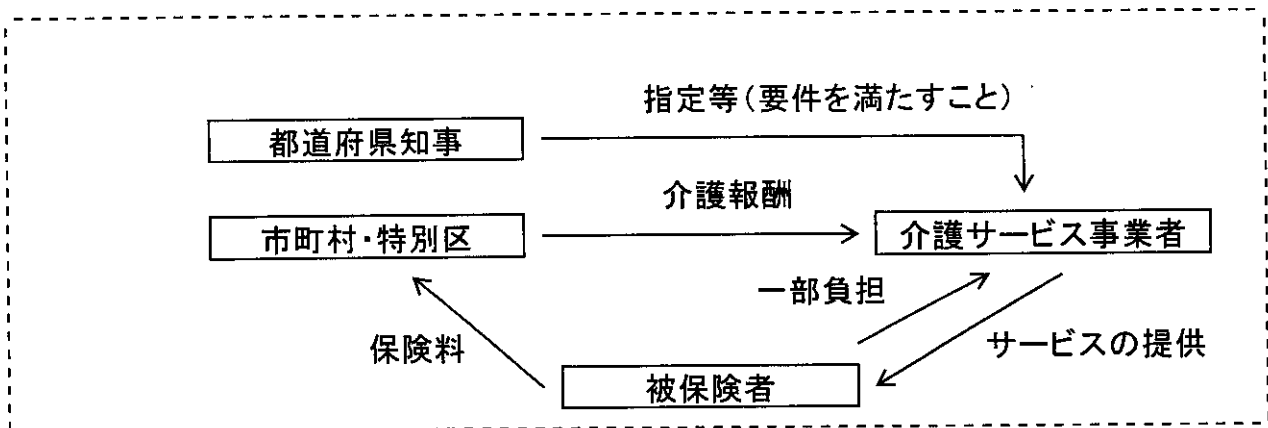 指定等（要件を満たすこと）
都道府県知事
介護報酬
市町村・特別区
介護サービス事業者
一部負担
保険料
サービスの提供
被保険者